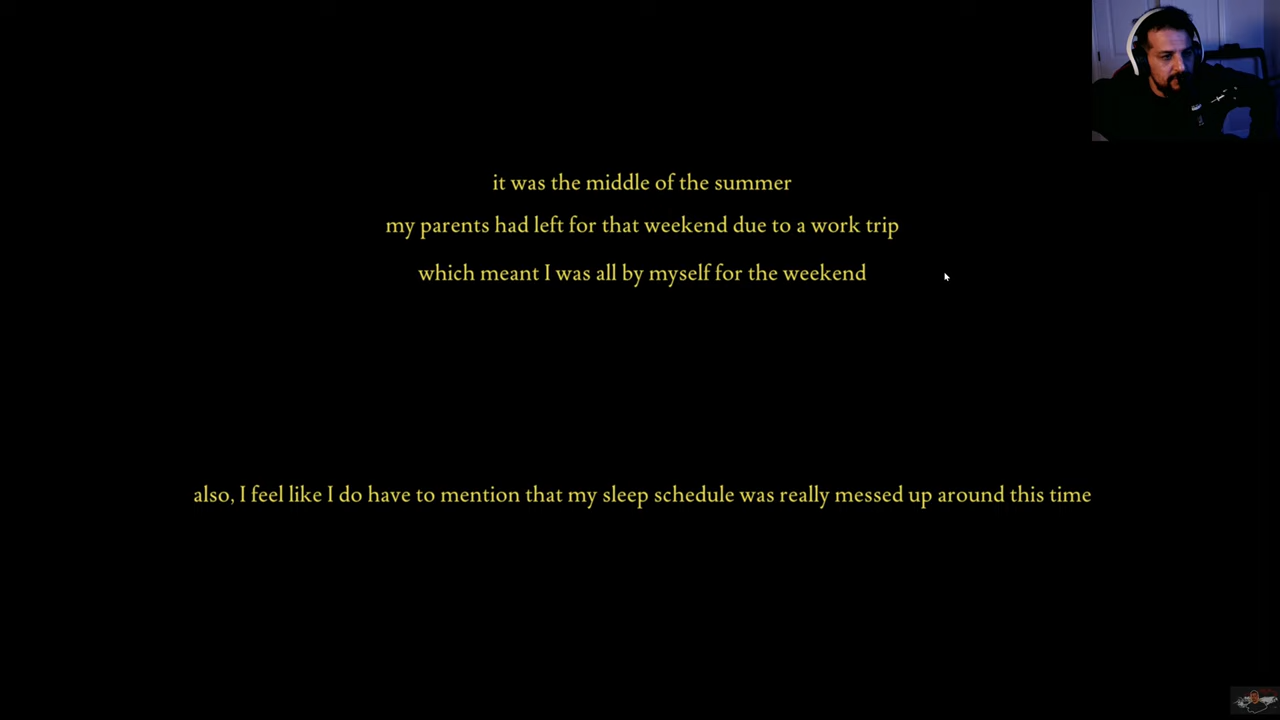 it was the middle of the summer
my parents had left for that weekend due to a work trip
which meant I was all by myself for the weekend
also, I feel like I do have to mention that my sleep schedule was really messed up around this time